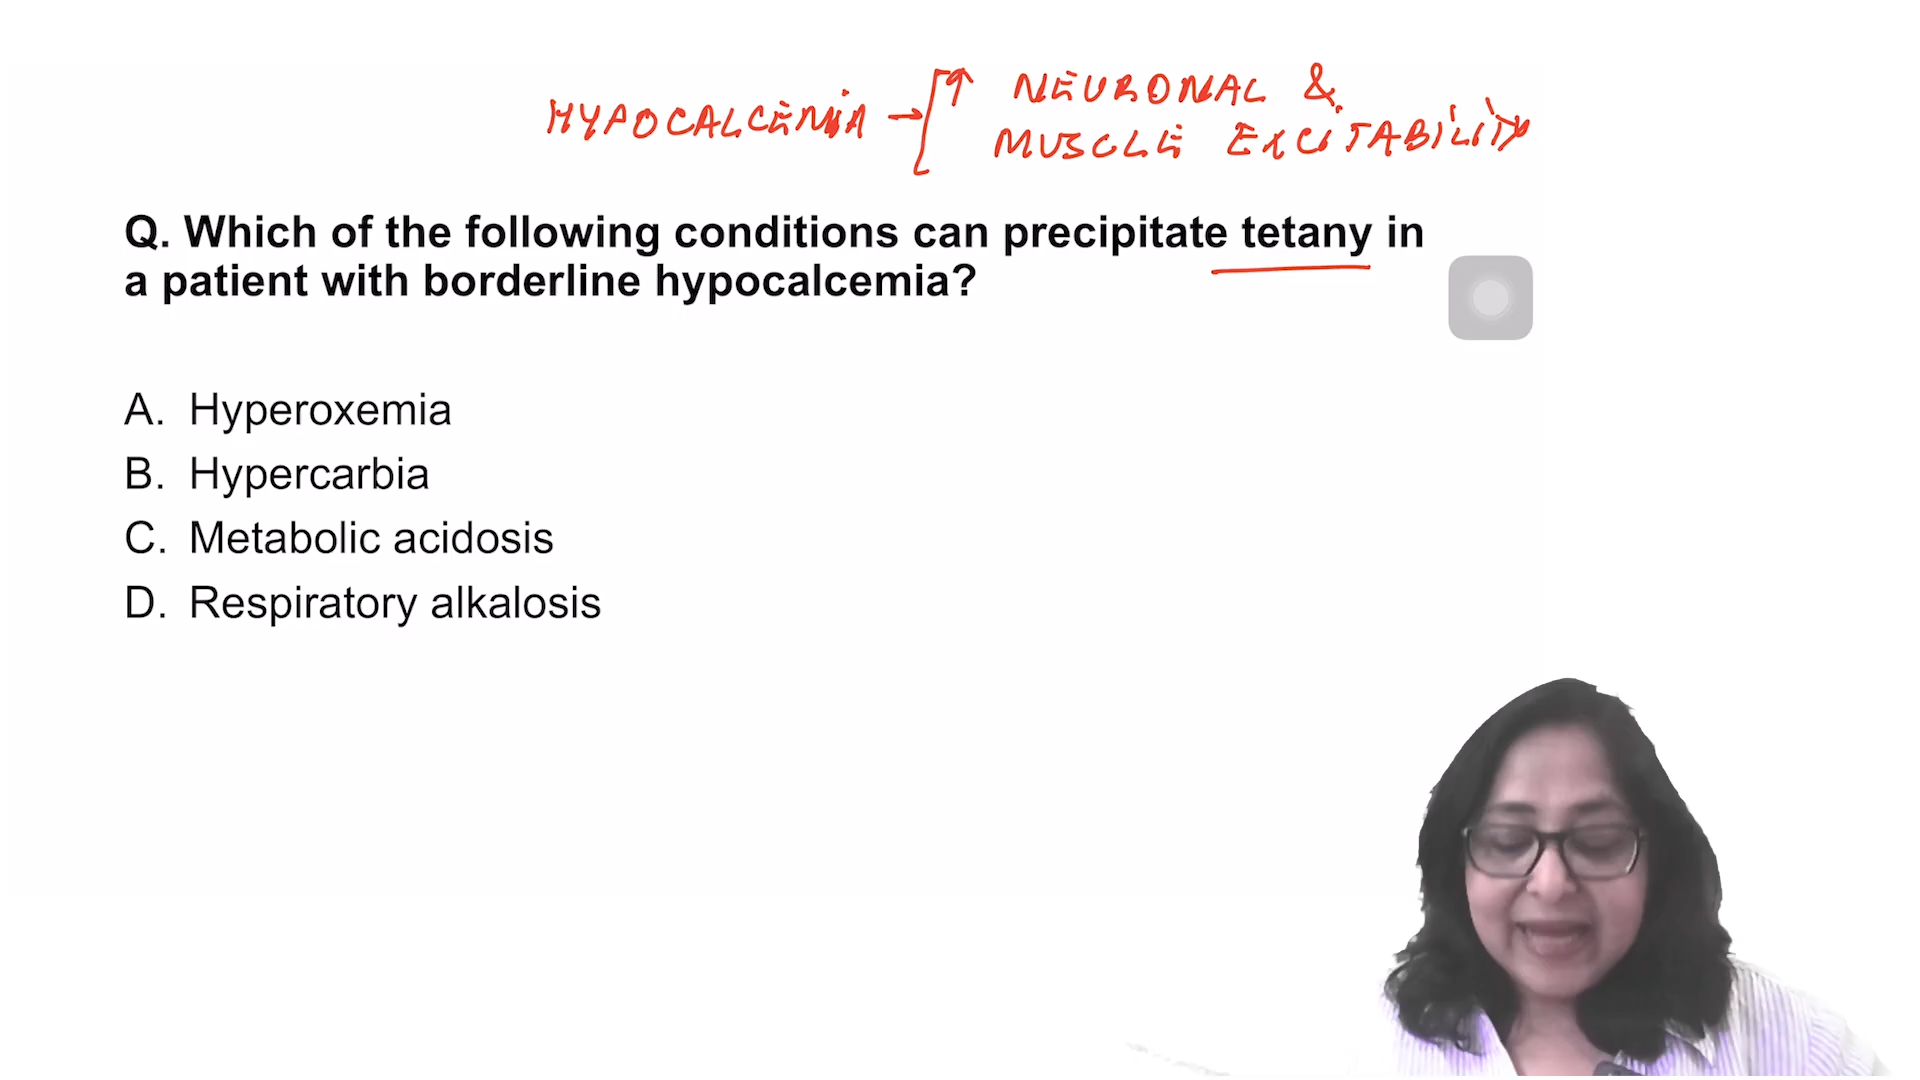 HYPOCALCEMIA → ↑ NEURONAL &
MUSCLE EXCITABILITY
Q. Which of the following conditions can precipitate tetany in
a patient with borderline hypocalcemia?
A. Hyperoxemia
B. Hypercarbia
C. Metabolic acidosis
D. Respiratory alkalosis